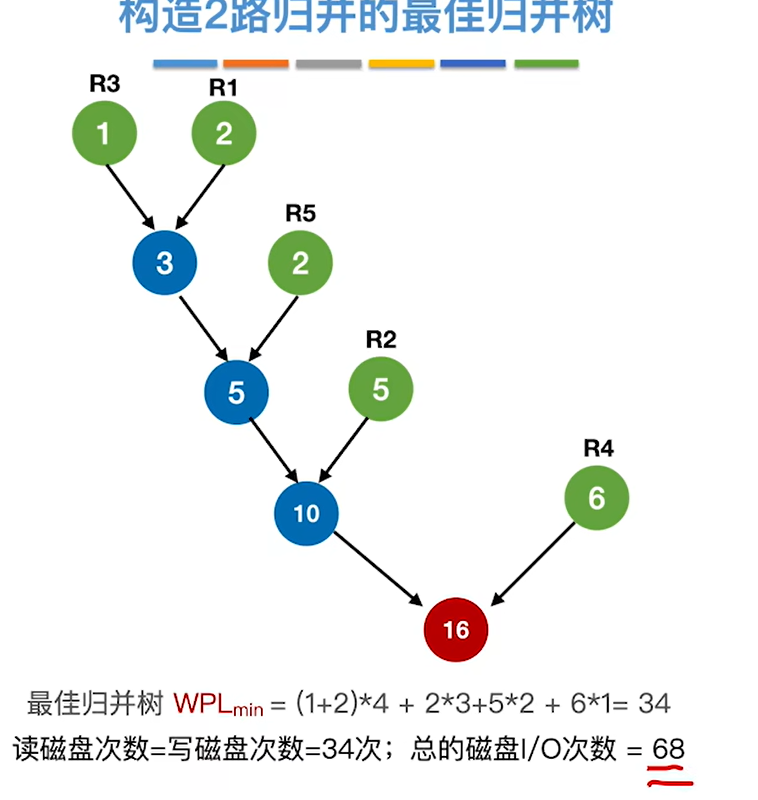 构造2路归并的最佳归并树
R3
R1
1
2
R5
3
2
R2
5
5
R4
10
6
16
最佳归并树 WPLmin = (1+2)*4 + 2*3+5*2 + 6*1= 34
读磁盘次数=写磁盘次数=34次；总的磁盘I/O次数 = 68